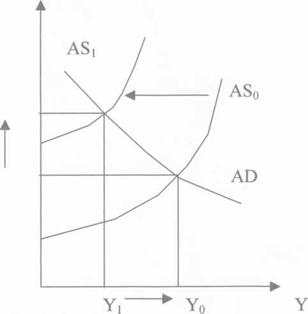 AS₁
AS₀
AD
Y₁ Y₀ Y